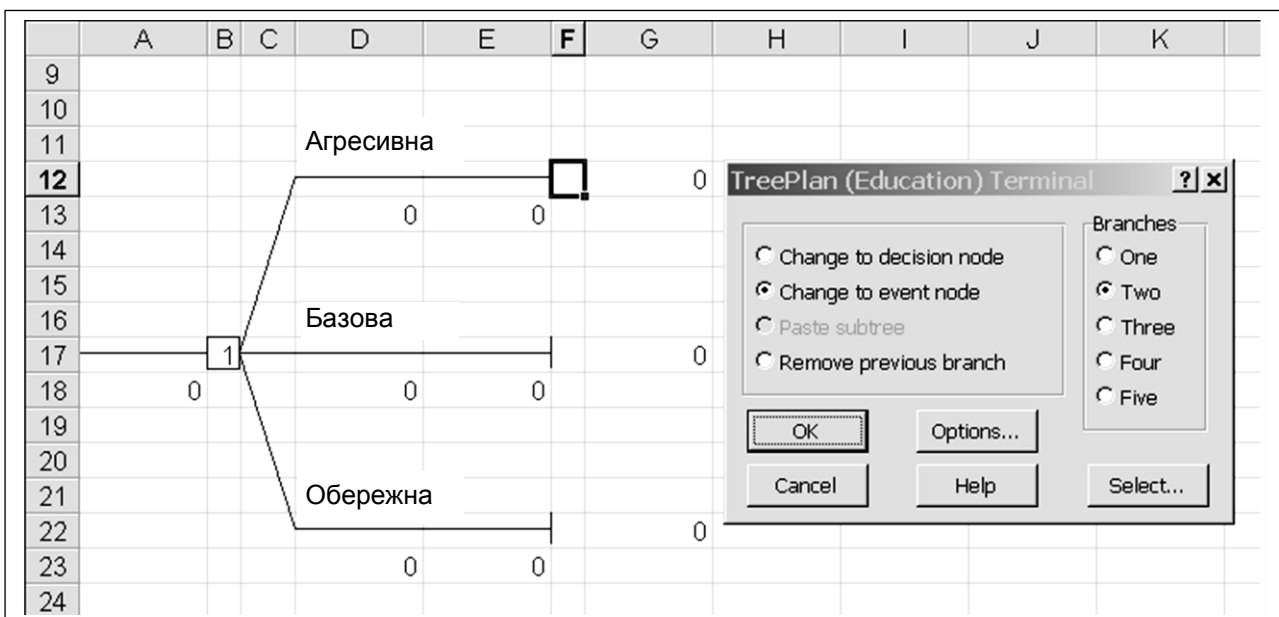 A B C D E F G H I J K
9
10
11 Агресивна
12 0
13 0 0
14
15
16 Базова
17 1 0
18 0 0 0
19
20
21 Обережна
22 0
23 0 0
24
TreePlan (Education) Terminal ? x
Branches
Change to decision node One
Change to event node Two
Paste subtree Three
Remove previous branch Four
Five
OK Options...
Cancel Help Select...